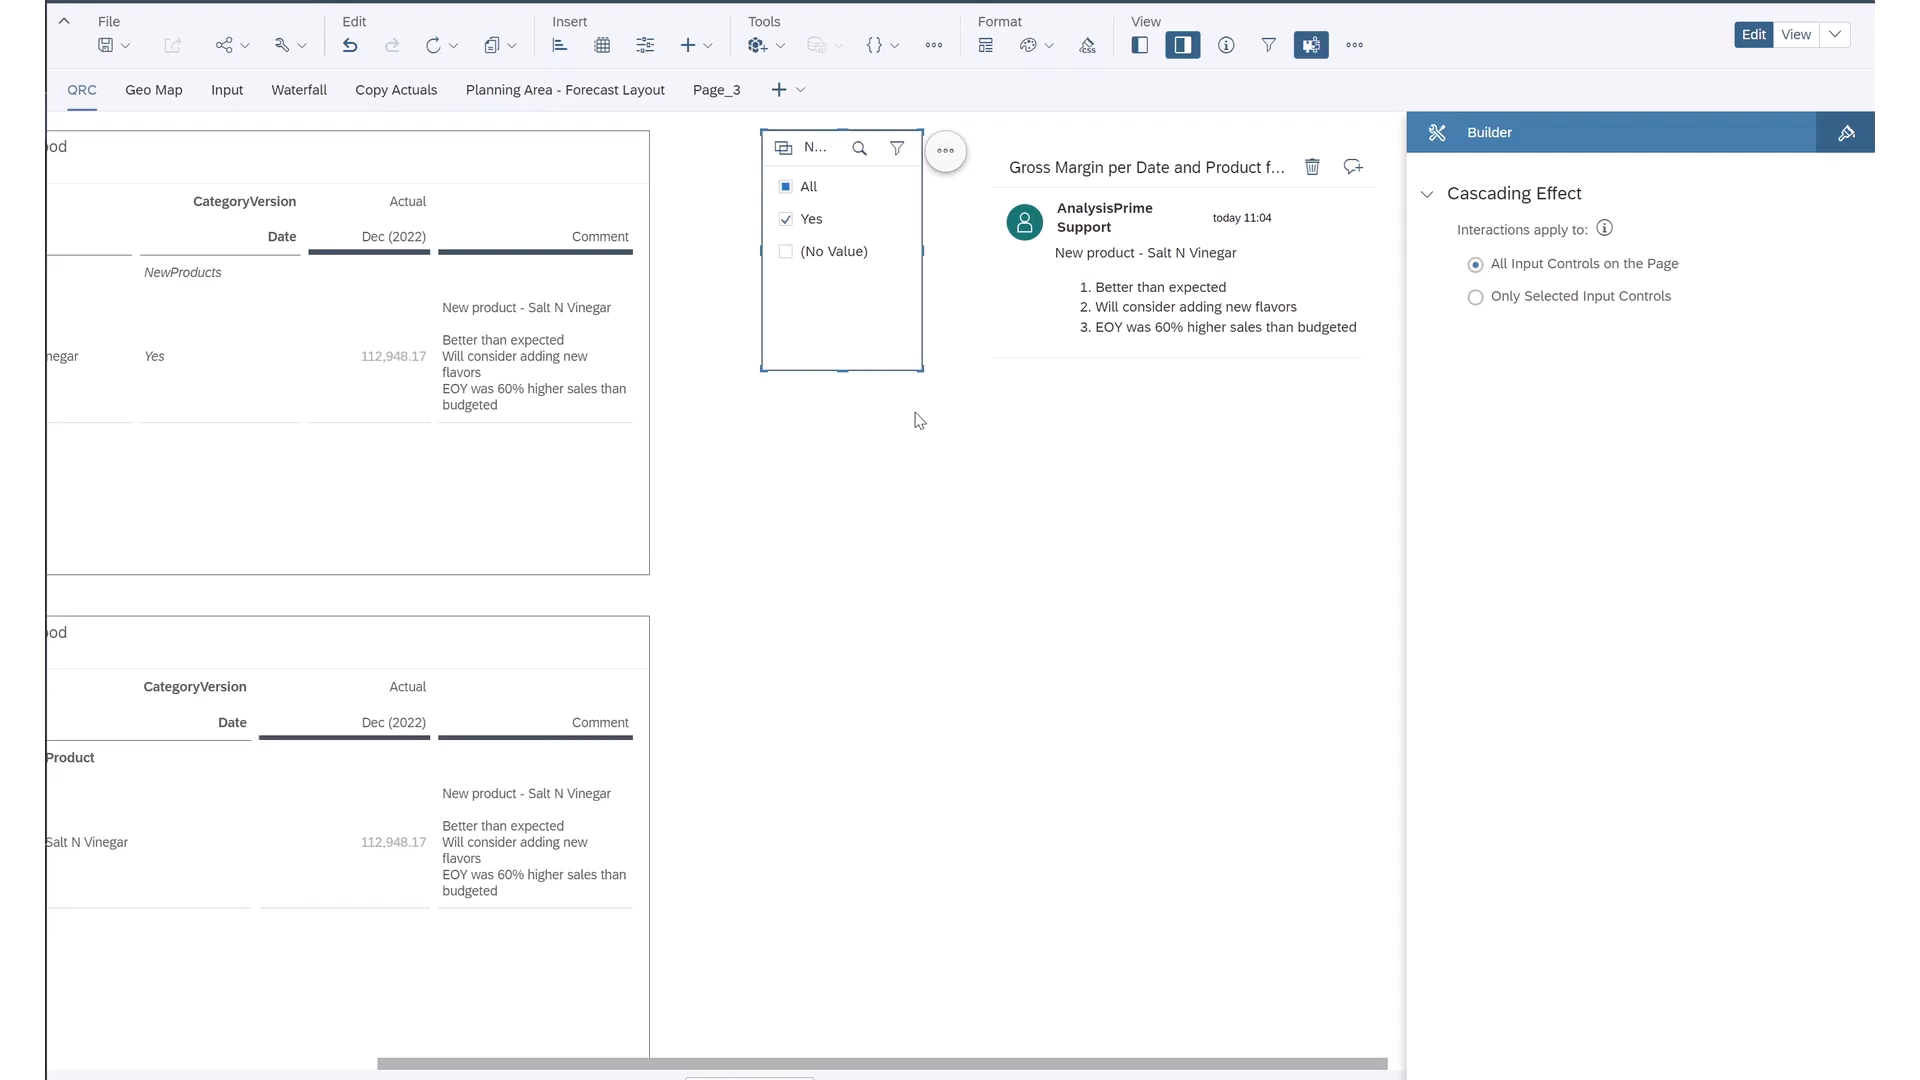 File
Edit
Insert
Tools
Format
View
Edit
View
QRC
Geo Map
Input
Waterfall
Copy Actuals
Planning Area - Forecast Layout
Page_3
ood
CategoryVersion
Actual
Date
Dec (2022)
Comment
NewProducts
negar
Yes
112,948.17
New product - Salt N Vinegar
Better than expected
Will consider adding new
flavors
EOY was 60% higher sales than
budgeted
ood
CategoryVersion
Actual
Date
Dec (2022)
Comment
Product
Salt N Vinegar
112,948.17
New product - Salt N Vinegar
Better than expected
Will consider adding new
flavors
EOY was 60% higher sales than
budgeted
N...
All
Yes
(No Value)
Gross Margin per Date and Product f...
AnalysisPrime
Support
today 11:04
New product - Salt N Vinegar
1. Better than expected
2. Will consider adding new flavors
3. EOY was 60% higher sales than budgeted
Builder
Cascading Effect
Interactions apply to:
All Input Controls on the Page
Only Selected Input Controls